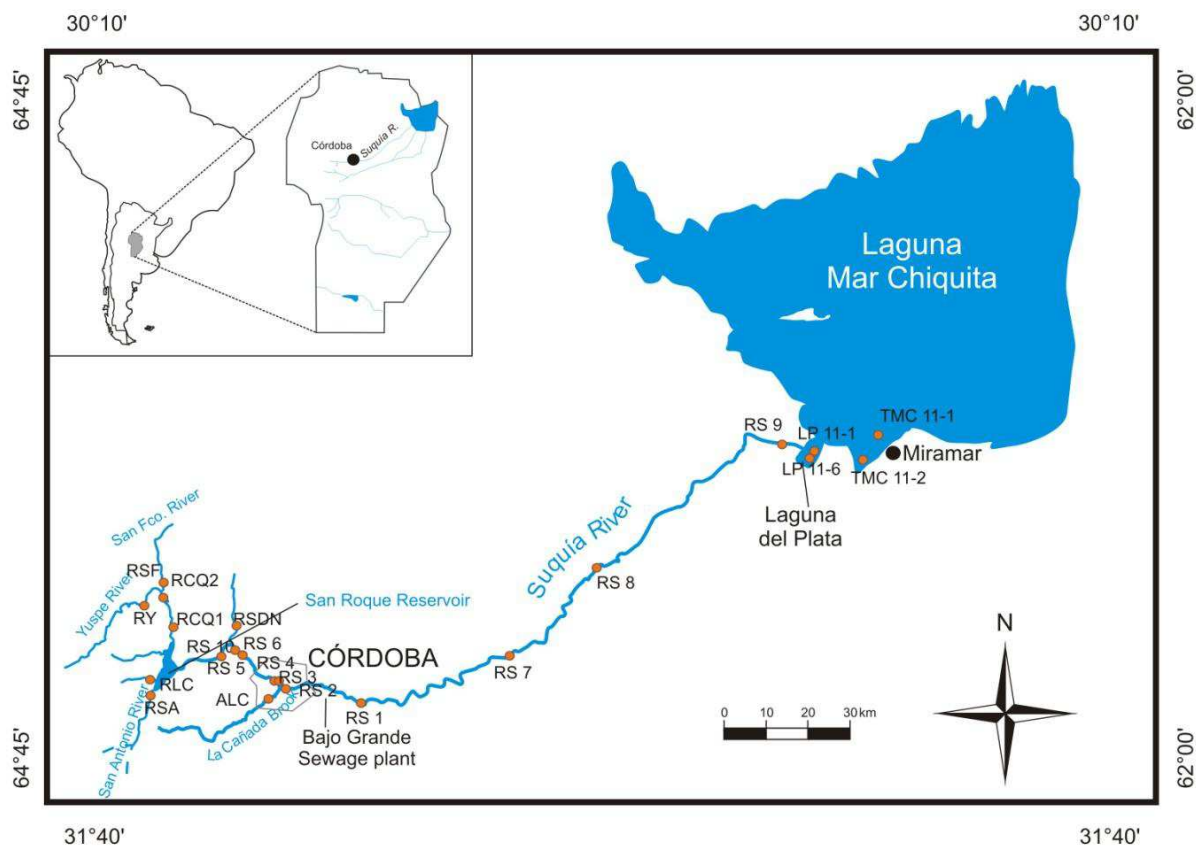 30°10'
30°10'
64°45'
62°00'
Córdoba
Suquía R.
Laguna
Mar Chiquita
TMC 11-1
RS 9
LP 11-1
Miramar
LP 11-6
TMC 11-2
Laguna
del Plata
San Fco. River
Suquía River
RSF
RCQ2
RS 8
Yuspe River
San Roque Reservoir
RY
RCQ1
RSDN
N
RS 10
RS 6
RS 5
RS 4
CÓRDOBA
RS 7
RLC
RS 3
RS 2
RSA
ALC
RS 1
San Antonio River
La Cañada Brook
Bajo Grande
Sewage plant
0 10 20 30 km
64°45'
62°00'
31°40'
31°40'